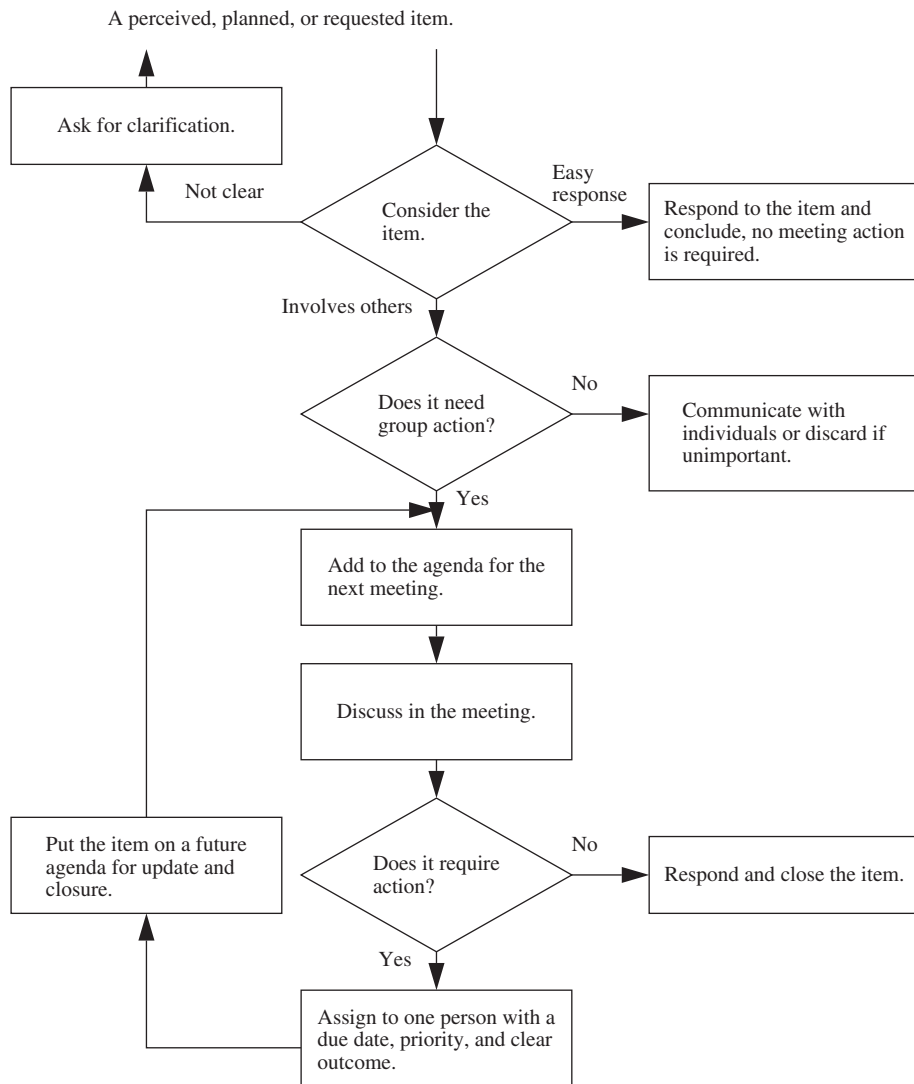 A perceived, planned, or requested item.
Ask for clarification.
Not clear
Consider the
item.
Easy
response
Respond to the item and
conclude, no meeting action
is required.
Involves others
Does it need
group action?
No
Communicate with
individuals or discard if
unimportant.
Yes
Add to the agenda for the
next meeting.
Discuss in the meeting.
Put the item on a future
agenda for update and
closure.
Does it require
action?
No
Respond and close the item.
Yes
Assign to one person with a
due date, priority, and clear
outcome.